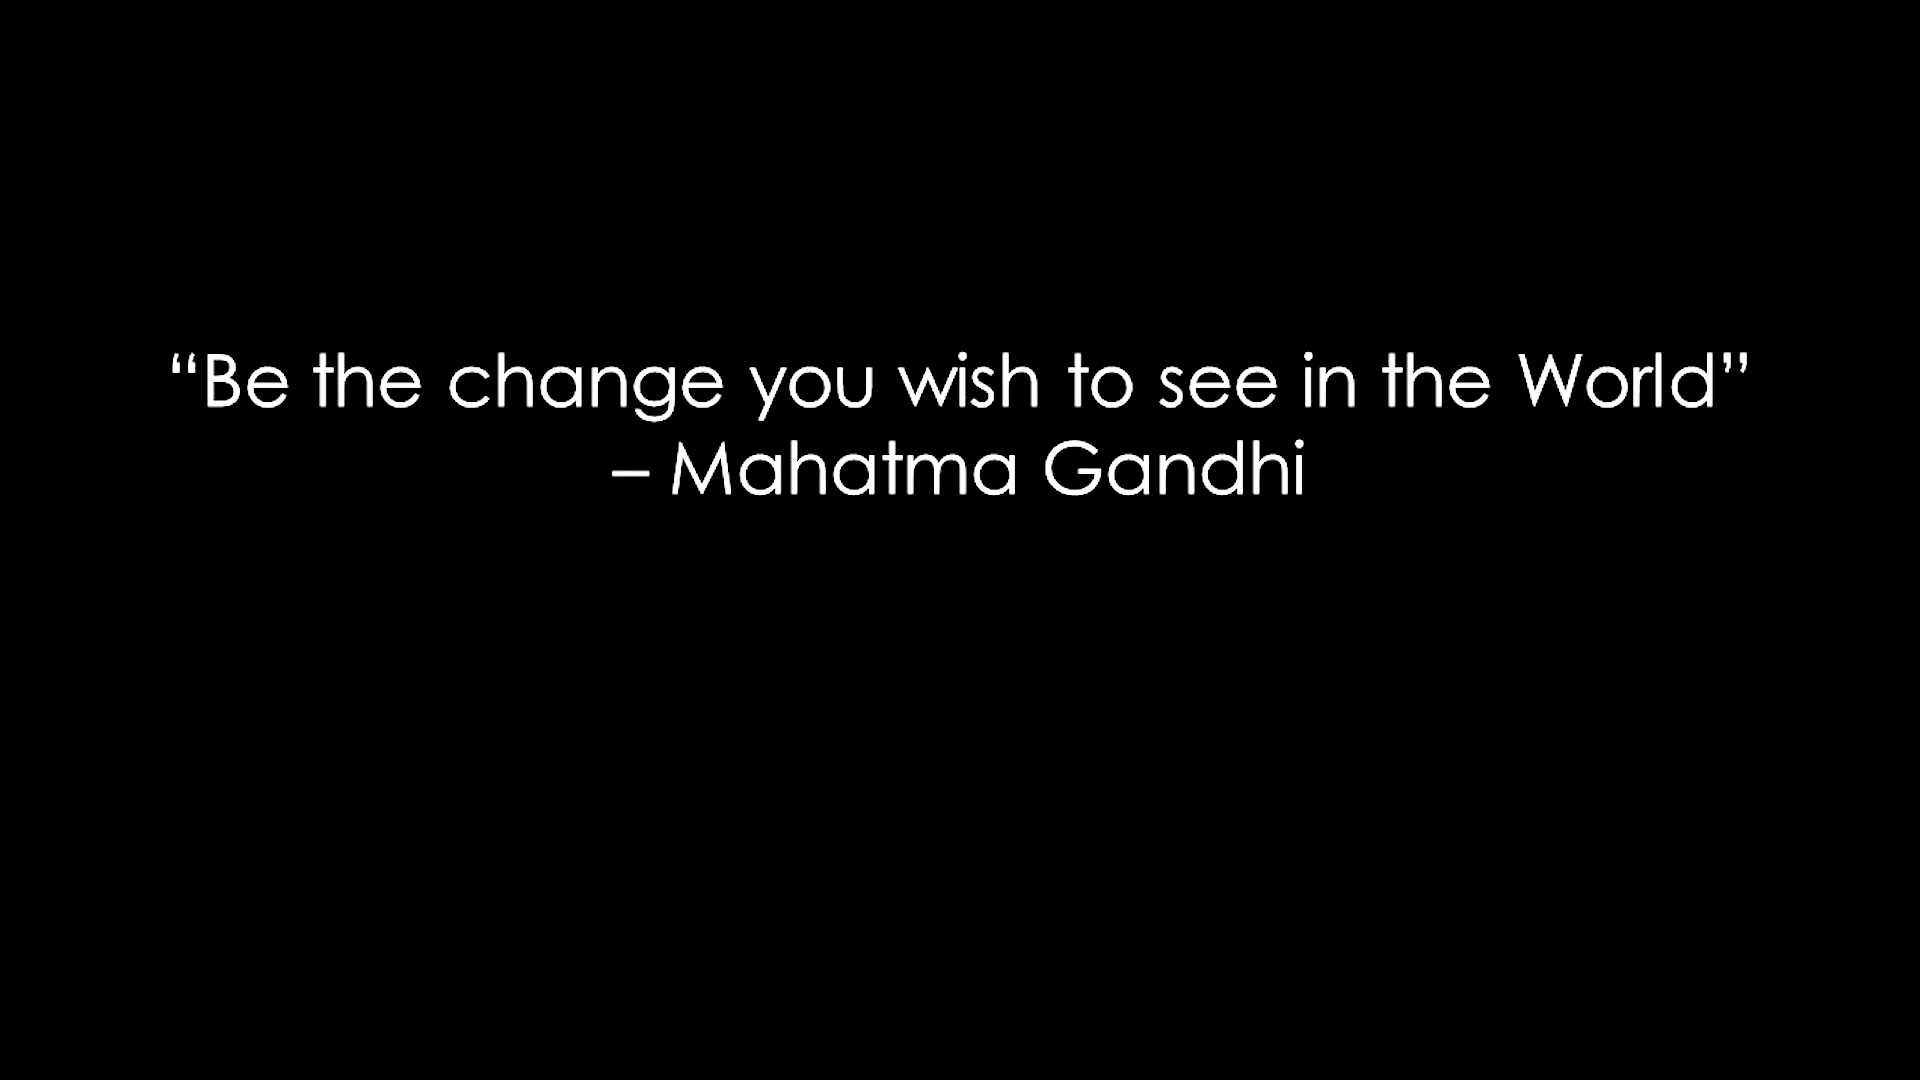 “Be the change you wish to see in the World”
– Mahatma Gandhi